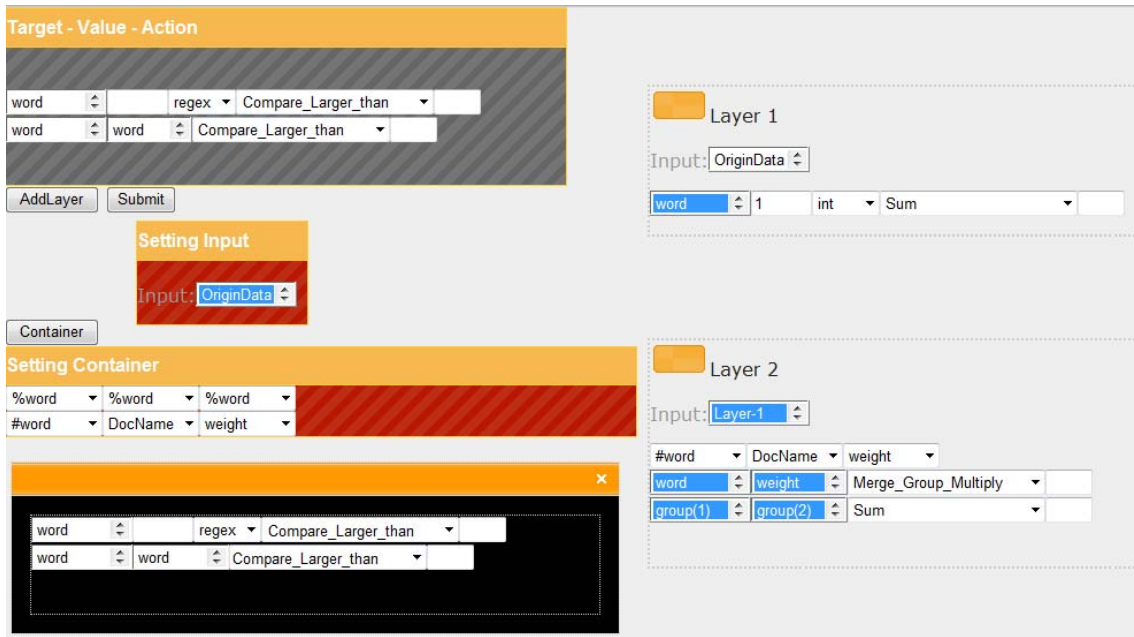 Target - Value - Action
word regex Compare_Larger_than
word word Compare_Larger_than
AddLayer Submit
Setting Input
Input: OriginData
Container
Setting Container
%word %word %word
#word DocName weight
×
word regex Compare_Larger_than
word word Compare_Larger_than
Layer 1
Input: OriginData
word 1 int Sum
Layer 2
Input: Layer-1
#word DocName weight
word weight Merge_Group_Multiply
group(1) group(2) Sum